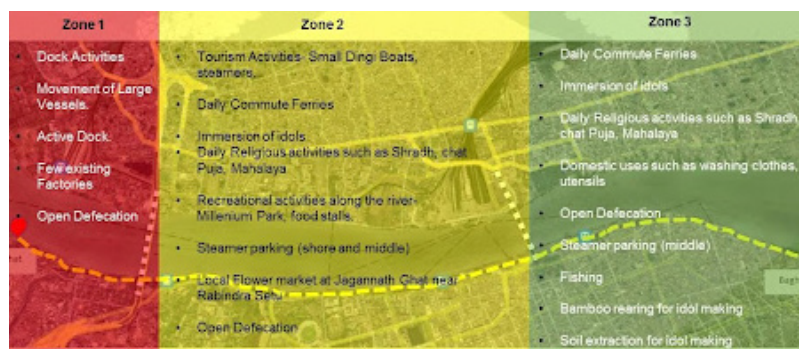 Zone 1
Dock Activities
Movement of Large
Vessels.
Active Dock.
Few existing
Factories
Open Defecation
Zone 2
Tourism Activities- Small Dingi Boats,
steamers,
Daily Commute Ferries
Immersion of idols
Daily Religious activities such as Shradh, chat
Puja, Mahalaya
Recreational activities along the river-
Millenium Park, food stalls.
Steamer parking (shore and middle)
Local Flower market at Jagannath Ghat near
Rabindra Setu
Open Defecation
Zone 3
Daily Commute Ferries
Immersion of idols
Daily Religious activities such as Shradh,
chat Puja, Mahalaya
Domestic uses such as washing clothes,
utensils
Open Defecation
Steamer parking (middle)
Fishing
Bamboo rearing for idol making
Soil extraction for idol making